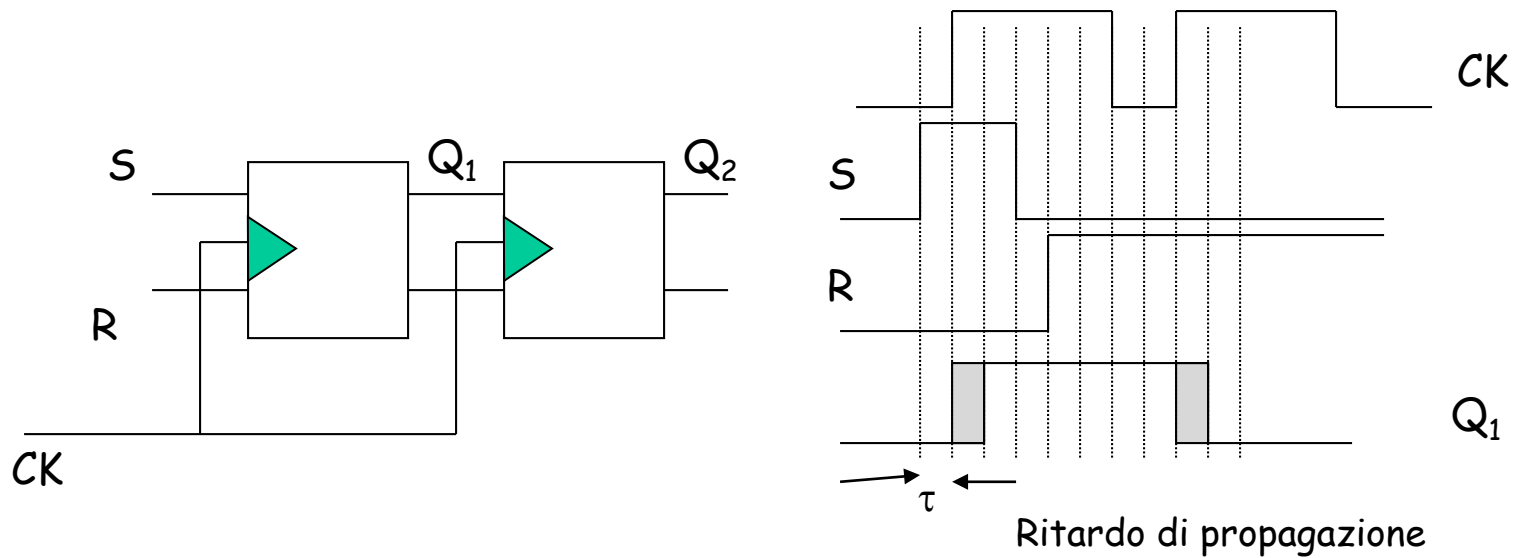 S
R
CK
Q₁
Q₂
CK
S
R
Q₁
τ
Ritardo di propagazione